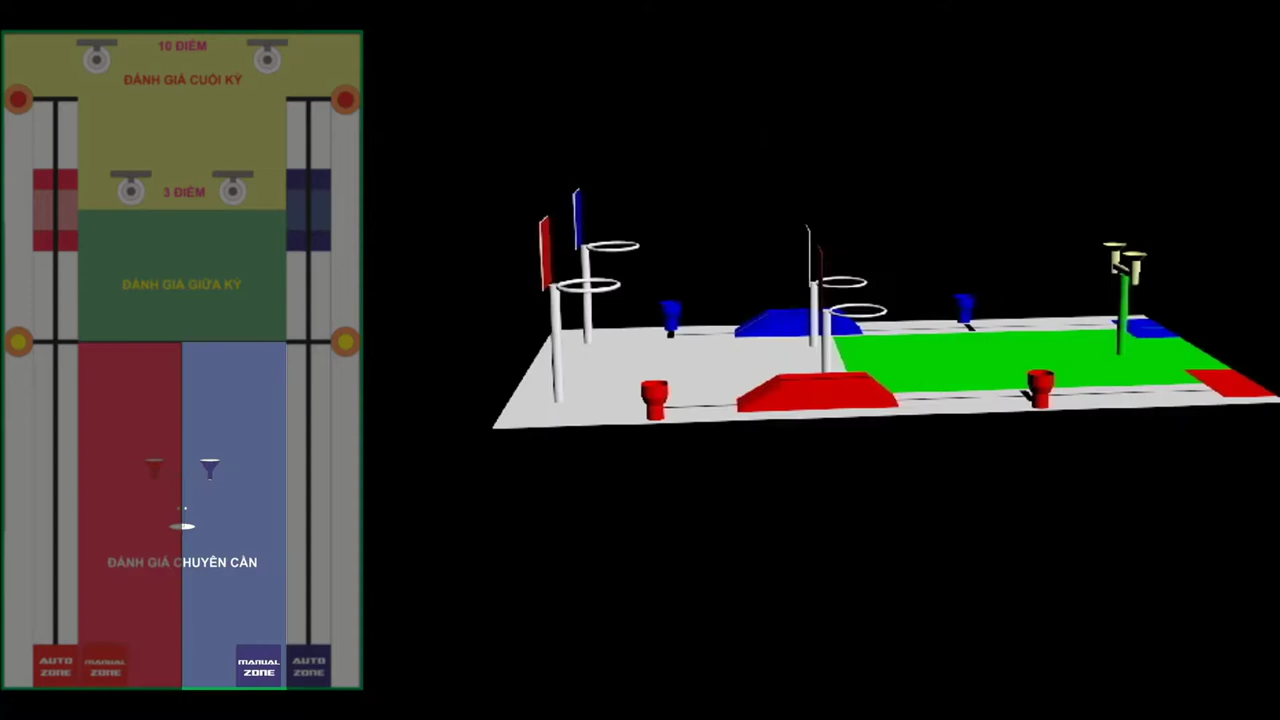 10 ĐIỂM
ĐÁNH GIÁ CUỐI KỲ
3 ĐIỂM
ĐÁNH GIÁ GIỮA KỲ
ĐÁNH GIÁ CHUYÊN CẦN
AUTO ZONE
MANUAL ZONE
MANUAL ZONE
AUTO ZONE